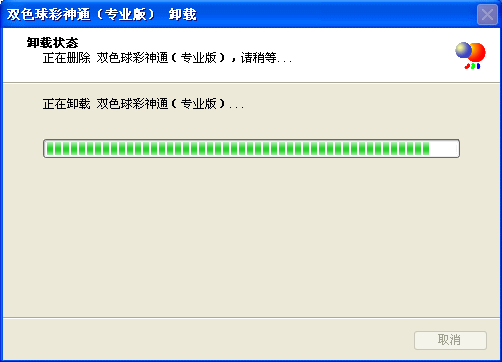 双色球彩神通（专业版） 卸载
卸载状态
正在删除 双色球彩神通（专业版），请稍等...
正在卸载 双色球彩神通（专业版）...
取消